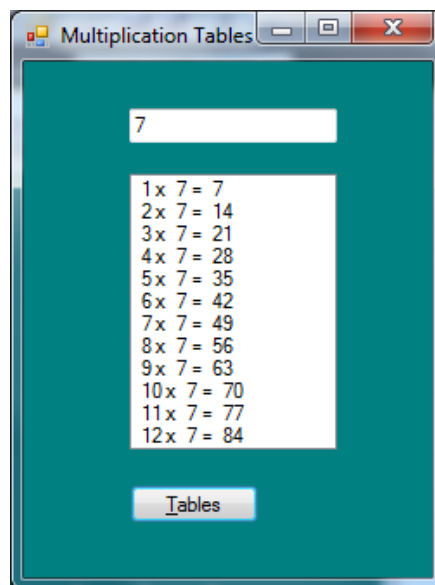 Multiplication Tables
7
1 x 7 = 7
2 x 7 = 14
3 x 7 = 21
4 x 7 = 28
5 x 7 = 35
6 x 7 = 42
7 x 7 = 49
8 x 7 = 56
9 x 7 = 63
10 x 7 = 70
11 x 7 = 77
12 x 7 = 84
Tables